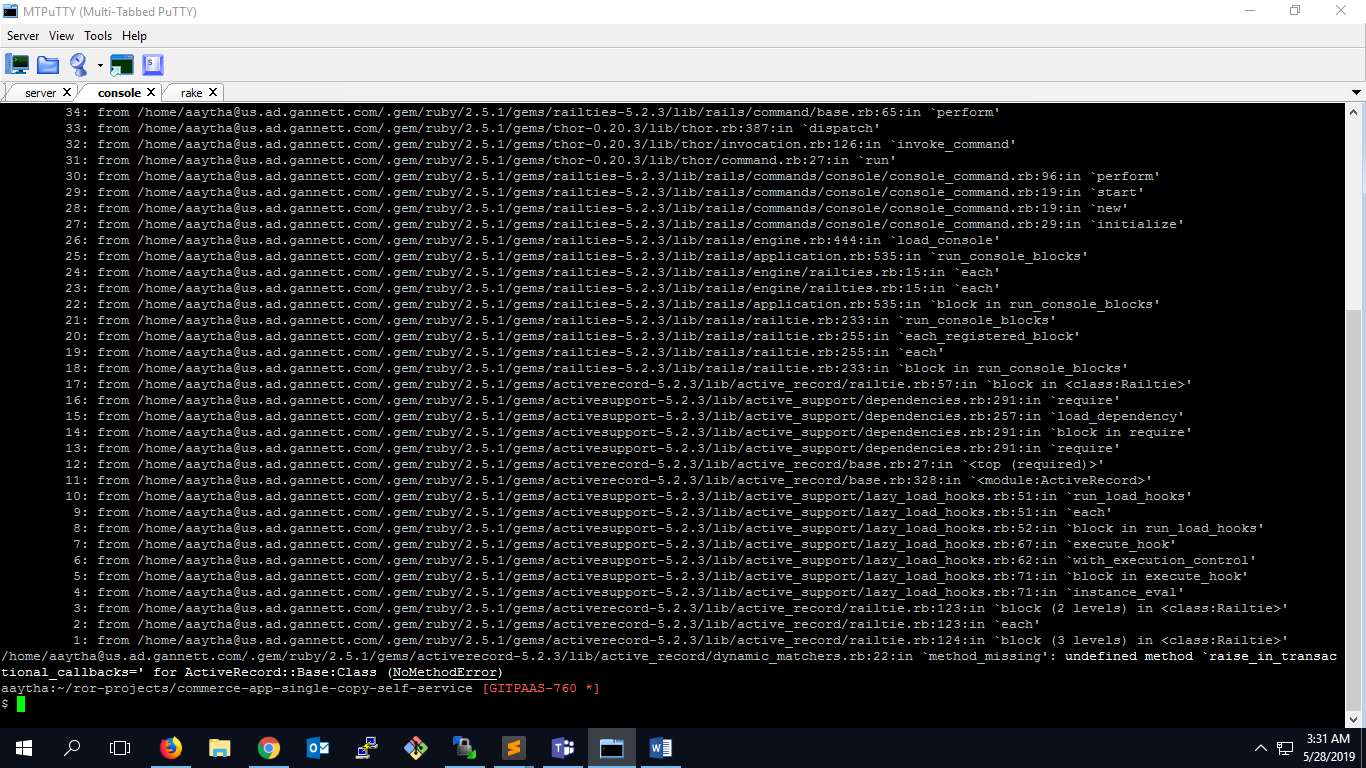 MTPuTTY (Multi-Tabbed PuTTY)
Server View Tools Help
server console rake
34: from /home/aaytha@us.ad.gannett.com/.gem/ruby/2.5.1/gems/railties-5.2.3/lib/rails/command/base.rb:65:in `perform'
33: from /home/aaytha@us.ad.gannett.com/.gem/ruby/2.5.1/gems/thor-0.20.3/lib/thor.rb:387:in `dispatch'
32: from /home/aaytha@us.ad.gannett.com/.gem/ruby/2.5.1/gems/thor-0.20.3/lib/thor/invocation.rb:126:in `invoke_command'
31: from /home/aaytha@us.ad.gannett.com/.gem/ruby/2.5.1/gems/thor-0.20.3/lib/thor/command.rb:27:in `run'
30: from /home/aaytha@us.ad.gannett.com/.gem/ruby/2.5.1/gems/railties-5.2.3/lib/rails/commands/console/console_command.rb:96:in `perform'
29: from /home/aaytha@us.ad.gannett.com/.gem/ruby/2.5.1/gems/railties-5.2.3/lib/rails/commands/console/console_command.rb:19:in `start'
28: from /home/aaytha@us.ad.gannett.com/.gem/ruby/2.5.1/gems/railties-5.2.3/lib/rails/commands/console/console_command.rb:19:in `new'
27: from /home/aaytha@us.ad.gannett.com/.gem/ruby/2.5.1/gems/railties-5.2.3/lib/rails/commands/console/console_command.rb:29:in `initialize'
26: from /home/aaytha@us.ad.gannett.com/.gem/ruby/2.5.1/gems/railties-5.2.3/lib/rails/engine.rb:444:in `load_console'
25: from /home/aaytha@us.ad.gannett.com/.gem/ruby/2.5.1/gems/railties-5.2.3/lib/rails/application.rb:535:in `run_console_blocks'
24: from /home/aaytha@us.ad.gannett.com/.gem/ruby/2.5.1/gems/railties-5.2.3/lib/rails/engine/railties.rb:15:in `each'
23: from /home/aaytha@us.ad.gannett.com/.gem/ruby/2.5.1/gems/railties-5.2.3/lib/rails/engine/railties.rb:15:in `each'
22: from /home/aaytha@us.ad.gannett.com/.gem/ruby/2.5.1/gems/railties-5.2.3/lib/rails/application.rb:535:in `block in run_console_blocks'
21: from /home/aaytha@us.ad.gannett.com/.gem/ruby/2.5.1/gems/railties-5.2.3/lib/rails/railtie.rb:233:in `run_console_blocks'
20: from /home/aaytha@us.ad.gannett.com/.gem/ruby/2.5.1/gems/railties-5.2.3/lib/rails/railtie.rb:255:in `each_registered_block'
19: from /home/aaytha@us.ad.gannett.com/.gem/ruby/2.5.1/gems/railties-5.2.3/lib/rails/railtie.rb:255:in `each'
18: from /home/aaytha@us.ad.gannett.com/.gem/ruby/2.5.1/gems/railties-5.2.3/lib/rails/railtie.rb:233:in `block in run_console_blocks'
17: from /home/aaytha@us.ad.gannett.com/.gem/ruby/2.5.1/gems/activerecord-5.2.3/lib/active_record/railtie.rb:57:in `block in <class:Railtie>'
16: from /home/aaytha@us.ad.gannett.com/.gem/ruby/2.5.1/gems/activesupport-5.2.3/lib/active_support/dependencies.rb:291:in `require'
15: from /home/aaytha@us.ad.gannett.com/.gem/ruby/2.5.1/gems/activesupport-5.2.3/lib/active_support/dependencies.rb:257:in `load_dependency'
14: from /home/aaytha@us.ad.gannett.com/.gem/ruby/2.5.1/gems/activesupport-5.2.3/lib/active_support/dependencies.rb:291:in `block in require'
13: from /home/aaytha@us.ad.gannett.com/.gem/ruby/2.5.1/gems/activesupport-5.2.3/lib/active_support/dependencies.rb:291:in `require'
12: from /home/aaytha@us.ad.gannett.com/.gem/ruby/2.5.1/gems/activerecord-5.2.3/lib/active_record/base.rb:27:in `<top (required)>'
11: from /home/aaytha@us.ad.gannett.com/.gem/ruby/2.5.1/gems/activerecord-5.2.3/lib/active_record/base.rb:328:in `<module:ActiveRecord>'
10: from /home/aaytha@us.ad.gannett.com/.gem/ruby/2.5.1/gems/activesupport-5.2.3/lib/active_support/lazy_load_hooks.rb:51:in `run_load_hooks'
9: from /home/aaytha@us.ad.gannett.com/.gem/ruby/2.5.1/gems/activesupport-5.2.3/lib/active_support/lazy_load_hooks.rb:51:in `each'
8: from /home/aaytha@us.ad.gannett.com/.gem/ruby/2.5.1/gems/activesupport-5.2.3/lib/active_support/lazy_load_hooks.rb:52:in `block in run_load_hooks'
7: from /home/aaytha@us.ad.gannett.com/.gem/ruby/2.5.1/gems/activesupport-5.2.3/lib/active_support/lazy_load_hooks.rb:67:in `execute_hook'
6: from /home/aaytha@us.ad.gannett.com/.gem/ruby/2.5.1/gems/activesupport-5.2.3/lib/active_support/lazy_load_hooks.rb:62:in `with_execution_control'
5: from /home/aaytha@us.ad.gannett.com/.gem/ruby/2.5.1/gems/activesupport-5.2.3/lib/active_support/lazy_load_hooks.rb:71:in `block in execute_hook'
4: from /home/aaytha@us.ad.gannett.com/.gem/ruby/2.5.1/gems/activesupport-5.2.3/lib/active_support/lazy_load_hooks.rb:71:in `instance_eval'
3: from /home/aaytha@us.ad.gannett.com/.gem/ruby/2.5.1/gems/activerecord-5.2.3/lib/active_record/railtie.rb:123:in `block (2 levels) in <class:Railtie>'
2: from /home/aaytha@us.ad.gannett.com/.gem/ruby/2.5.1/gems/activerecord-5.2.3/lib/active_record/railtie.rb:123:in `each'
1: from /home/aaytha@us.ad.gannett.com/.gem/ruby/2.5.1/gems/activerecord-5.2.3/lib/active_record/railtie.rb:124:in `block (3 levels) in <class:Railtie>'
/home/aaytha@us.ad.gannett.com/.gem/ruby/2.5.1/gems/activerecord-5.2.3/lib/active_record/dynamic_matchers.rb:22:in `method_missing': undefined method `raise_in_transac
tional_callbacks=' for ActiveRecord::Base:Class (NoMethodError)
aaytha:~/ror-projects/commerce-app-single-copy-self-service [GITPAAS-760 *]
$
3:31 AM
5/28/2019